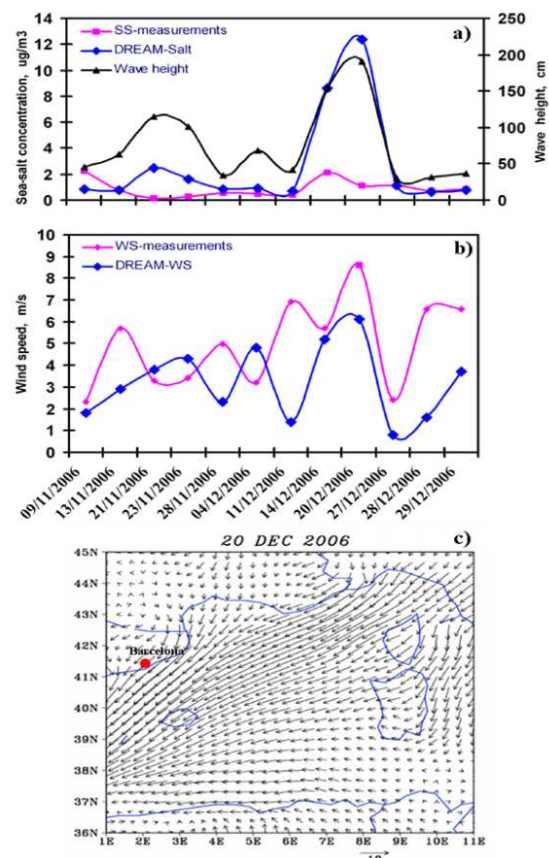 14
12
10
8
6
4
2
0
Sea-salt concentration, ug/m3
SS-measurements
DREAM-Salt
Wave height
a)
250
200
150
100
50
0
Wave height, cm
10
9
8
7
6
5
4
3
2
1
0
Wind speed, m/s
WS-measurements
DREAM-WS
b)
09/11/2006
13/11/2006
21/11/2006
23/11/2006
28/11/2006
04/12/2006
11/12/2006
14/12/2006
20/12/2006
27/12/2006
28/12/2006
29/12/2006
c)
20 DEC 2006
45N
44N
43N
42N
41N
40N
39N
38N
37N
36N
Barcelona
1E 2E 3E 4E 5E 6E 7E 8E 9E 10E 11E